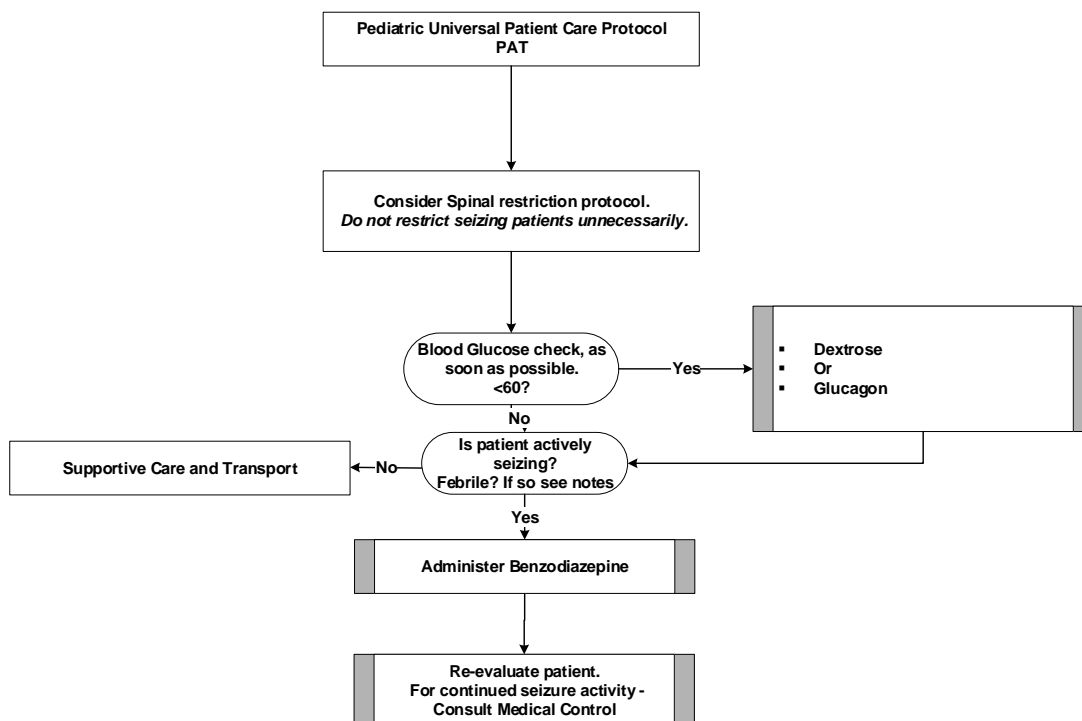 Pediatric Universal Patient Care Protocol
PAT
Consider Spinal restriction protocol.
Do not restrict seizing patients unnecessarily.
Blood Glucose check, as
soon as possible.
<60?
Yes
▪ Dextrose
▪ Or
▪ Glucagon
No
Is patient actively
seizing?
Febrile? If so see notes
No
Supportive Care and Transport
Yes
Administer Benzodiazepine
Re-evaluate patient.
For continued seizure activity -
Consult Medical Control